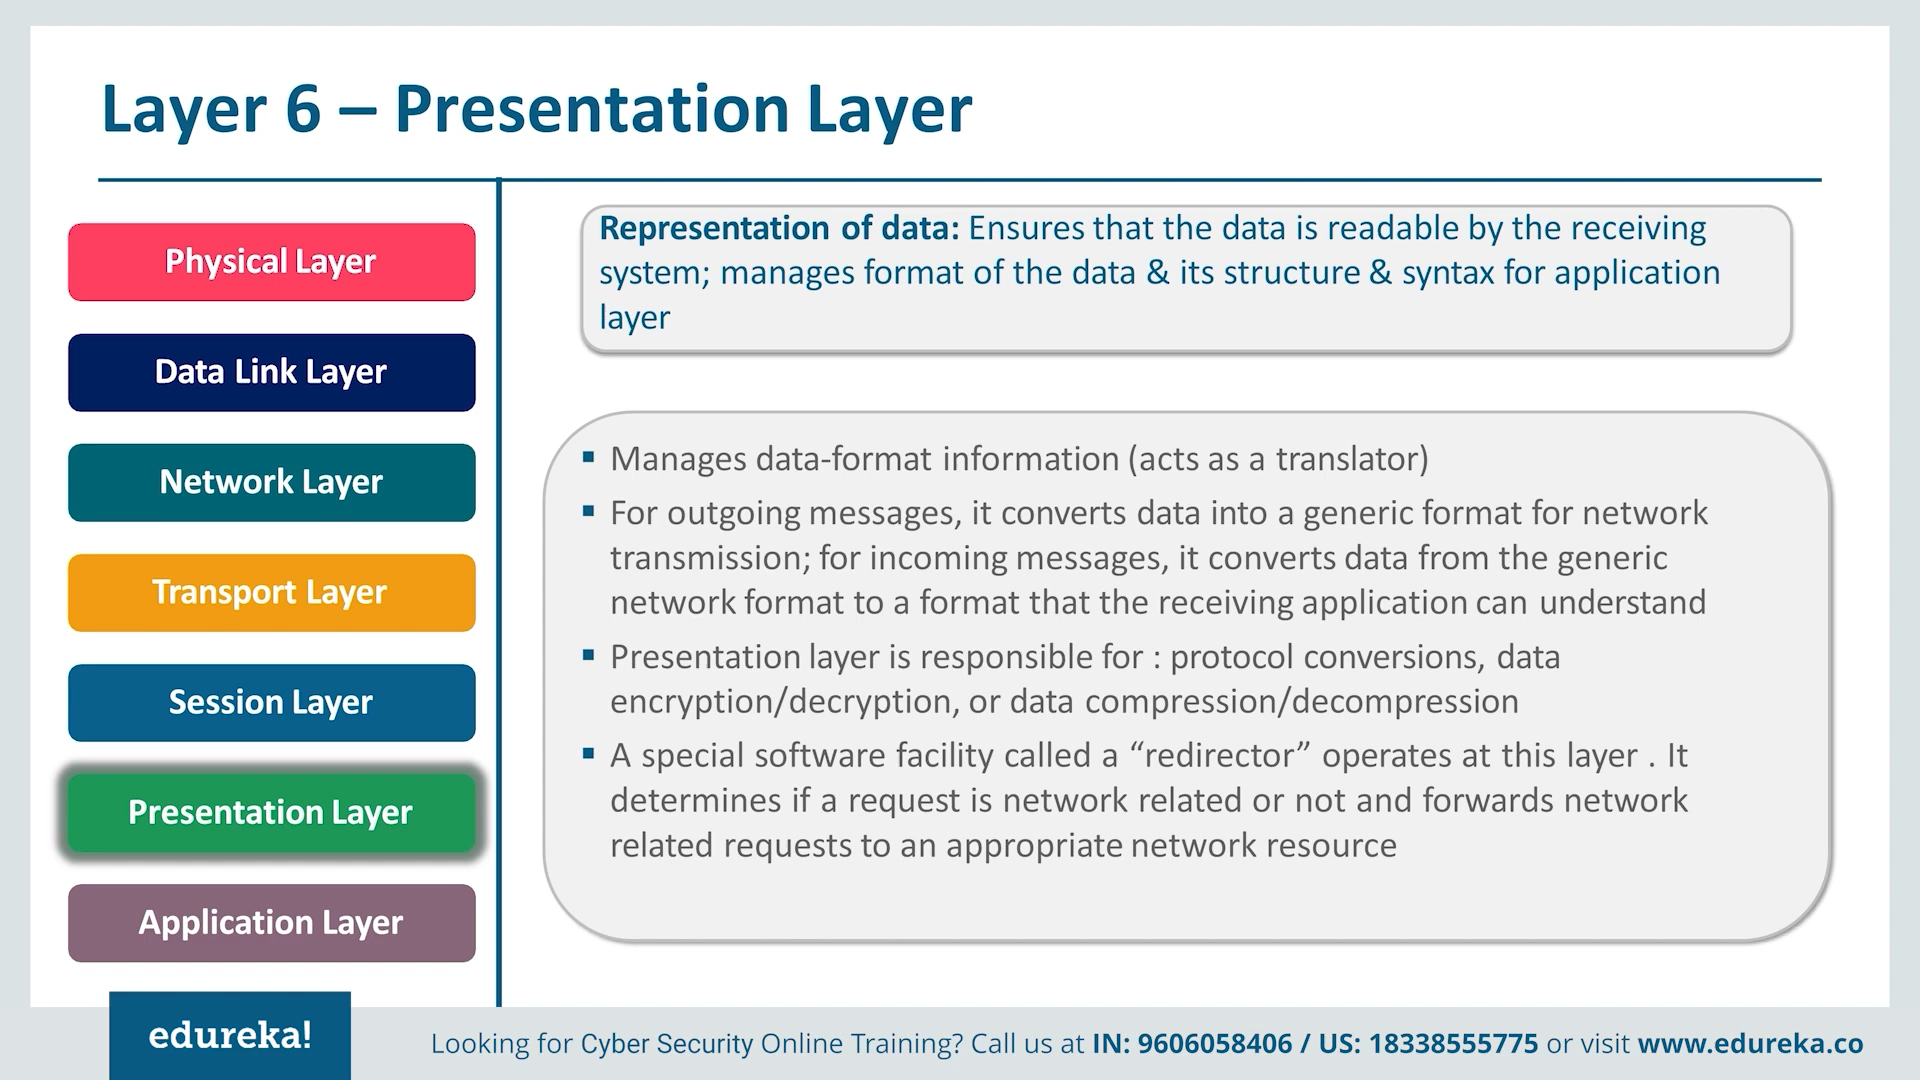 Layer 6 – Presentation Layer
Physical Layer
Data Link Layer
Network Layer
Transport Layer
Session Layer
Presentation Layer
Application Layer
Representation of data: Ensures that the data is readable by the receiving
system; manages format of the data & its structure & syntax for application
layer
▪ Manages data-format information (acts as a translator)
▪ For outgoing messages, it converts data into a generic format for network
transmission; for incoming messages, it converts data from the generic
network format to a format that the receiving application can understand
▪ Presentation layer is responsible for : protocol conversions, data
encryption/decryption, or data compression/decompression
▪ A special software facility called a “redirector” operates at this layer . It
determines if a request is network related or not and forwards network
related requests to an appropriate network resource
edureka!
Looking for Cyber Security Online Training? Call us at IN: 9606058406 / US: 18338555775 or visit www.edureka.co